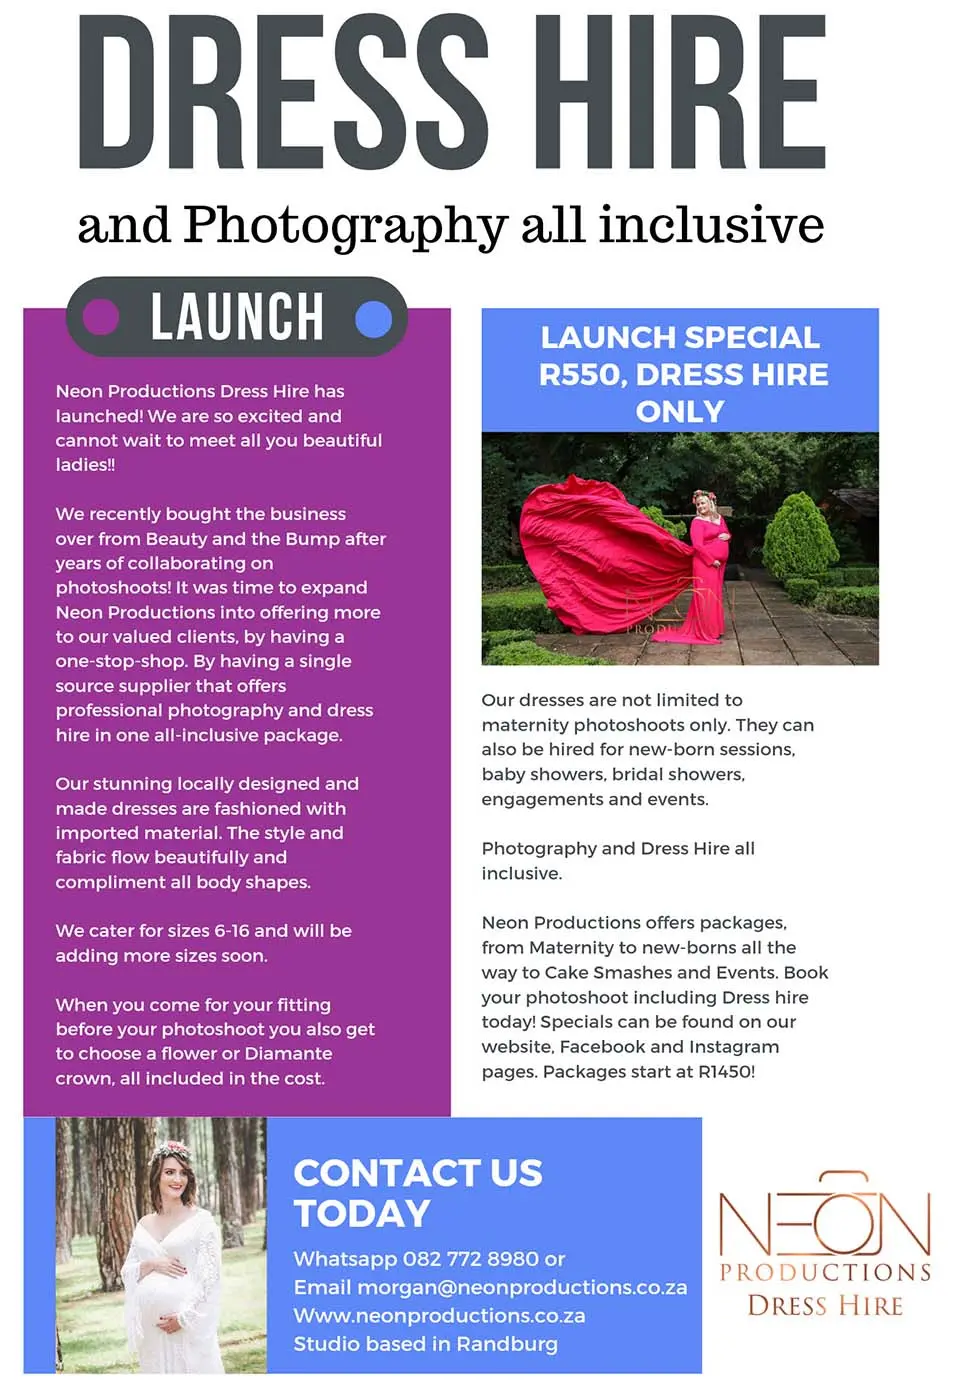 DRESS HIRE
and Photography all inclusive
LAUNCH
Neon Productions Dress Hire has
launched! We are so excited and
cannot wait to meet all you beautiful
ladies!!
We recently bought the business
over from Beauty and the Bump after
years of collaborating on
photoshoots! It was time to expand
Neon Productions into offering more
to our valued clients, by having a
one-stop-shop. By having a single
source supplier that offers
professional photography and dress
hire in one all-inclusive package.
Our stunning locally designed and
made dresses are fashioned with
imported material. The style and
fabric flow beautifully and
compliment all body shapes.
We cater for sizes 6-16 and will be
adding more sizes soon.
When you come for your fitting
before your photoshoot you also get
to choose a flower or Diamante
crown, all included in the cost.
LAUNCH SPECIAL
R550, DRESS HIRE
ONLY
NEON
Our dresses are not limited to
maternity photoshoots only. They can
also be hired for new-born sessions,
baby showers, bridal showers,
engagements and events.
Photography and Dress Hire all
inclusive.
Neon Productions offers packages,
from Maternity to new-borns all the
way to Cake Smashes and Events. Book
your photoshoot including Dress hire
today! Specials can be found on our
website, Facebook and Instagram
pages. Packages start at R1450!
CONTACT US
TODAY
Whatsapp 082 772 8980 or
Email morgan@neonproductions.co.za
Www.neonproductions.co.za
Studio based in Randburg
NEON
PRODUCTIONS
DRESS HIRE